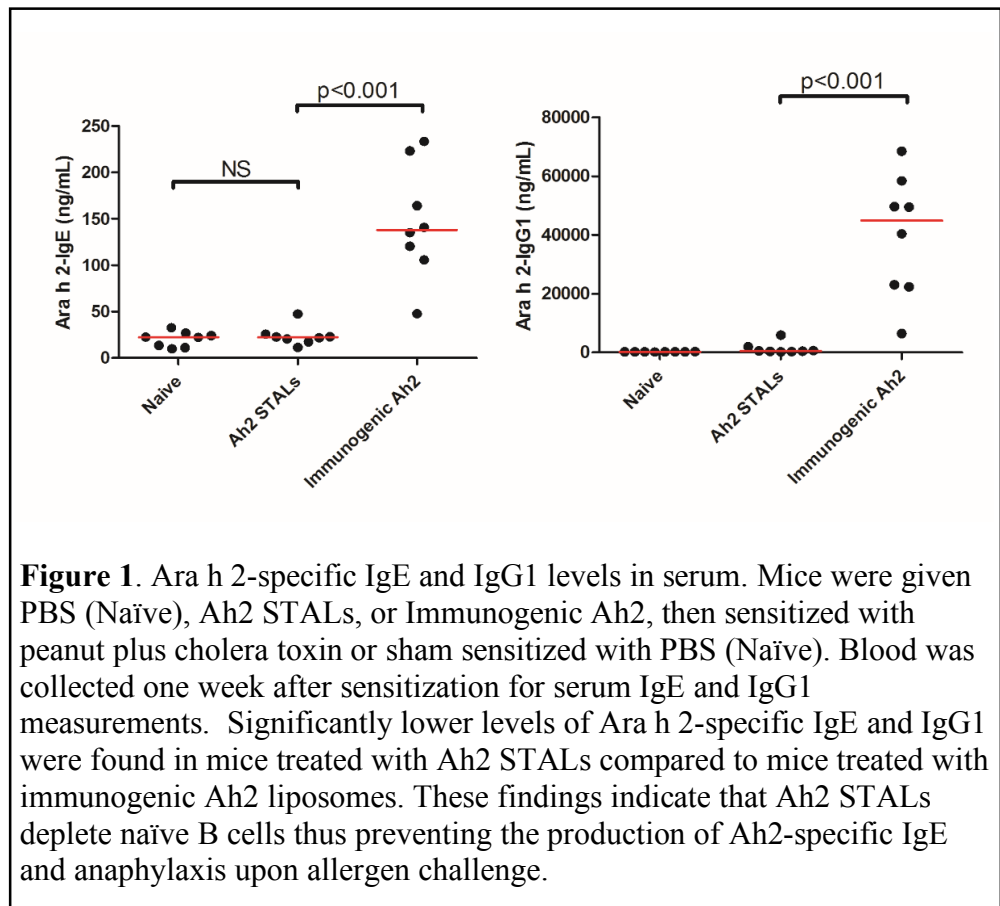 p<0.001
NS
Ara h 2-IgE (ng/mL)
250
200
150
100
50
0
Naive
Ah2 STALs
Immunogenic Ah2
p<0.001
Ara h 2-IgG1 (ng/mL)
80000
60000
40000
20000
0
Naive
Ah2 STALs
Immunogenic Ah2
Figure 1. Ara h 2-specific IgE and IgG1 levels in serum. Mice were given
PBS (Naïve), Ah2 STALs, or Immunogenic Ah2, then sensitized with
peanut plus cholera toxin or sham sensitized with PBS (Naïve). Blood was
collected one week after sensitization for serum IgE and IgG1
measurements. Significantly lower levels of Ara h 2-specific IgE and IgG1
were found in mice treated with Ah2 STALs compared to mice treated with
immunogenic Ah2 liposomes. These findings indicate that Ah2 STALs
deplete naïve B cells thus preventing the production of Ah2-specific IgE
and anaphylaxis upon allergen challenge.